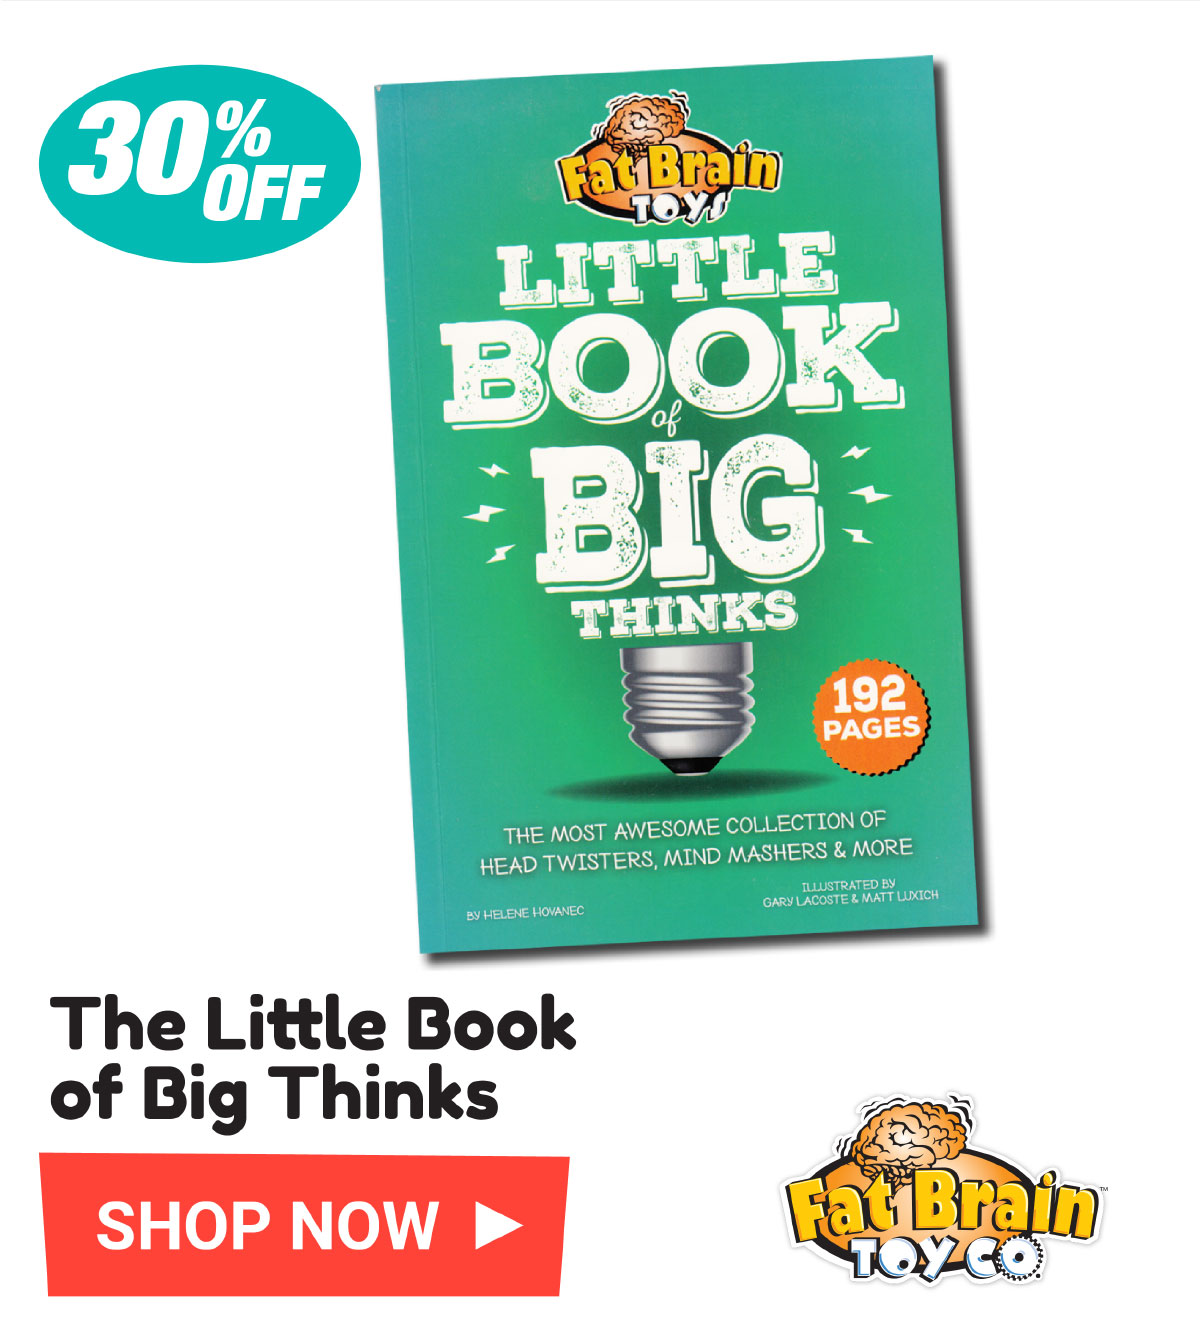 30%
OFF
Fat Brain
TOYS
LITTLE
BOOK
of
BIG
THINKS
192
PAGES
THE MOST AWESOME COLLECTION OF
HEAD TWISTERS, MIND MASHERS & MORE
ILLUSTRATED BY
GARY LACOSTE & MATT LUXICH
BY HELENE HOVANEC
The Little Book
of Big Thinks
SHOP NOW
Fat Brain™
TOY CO.